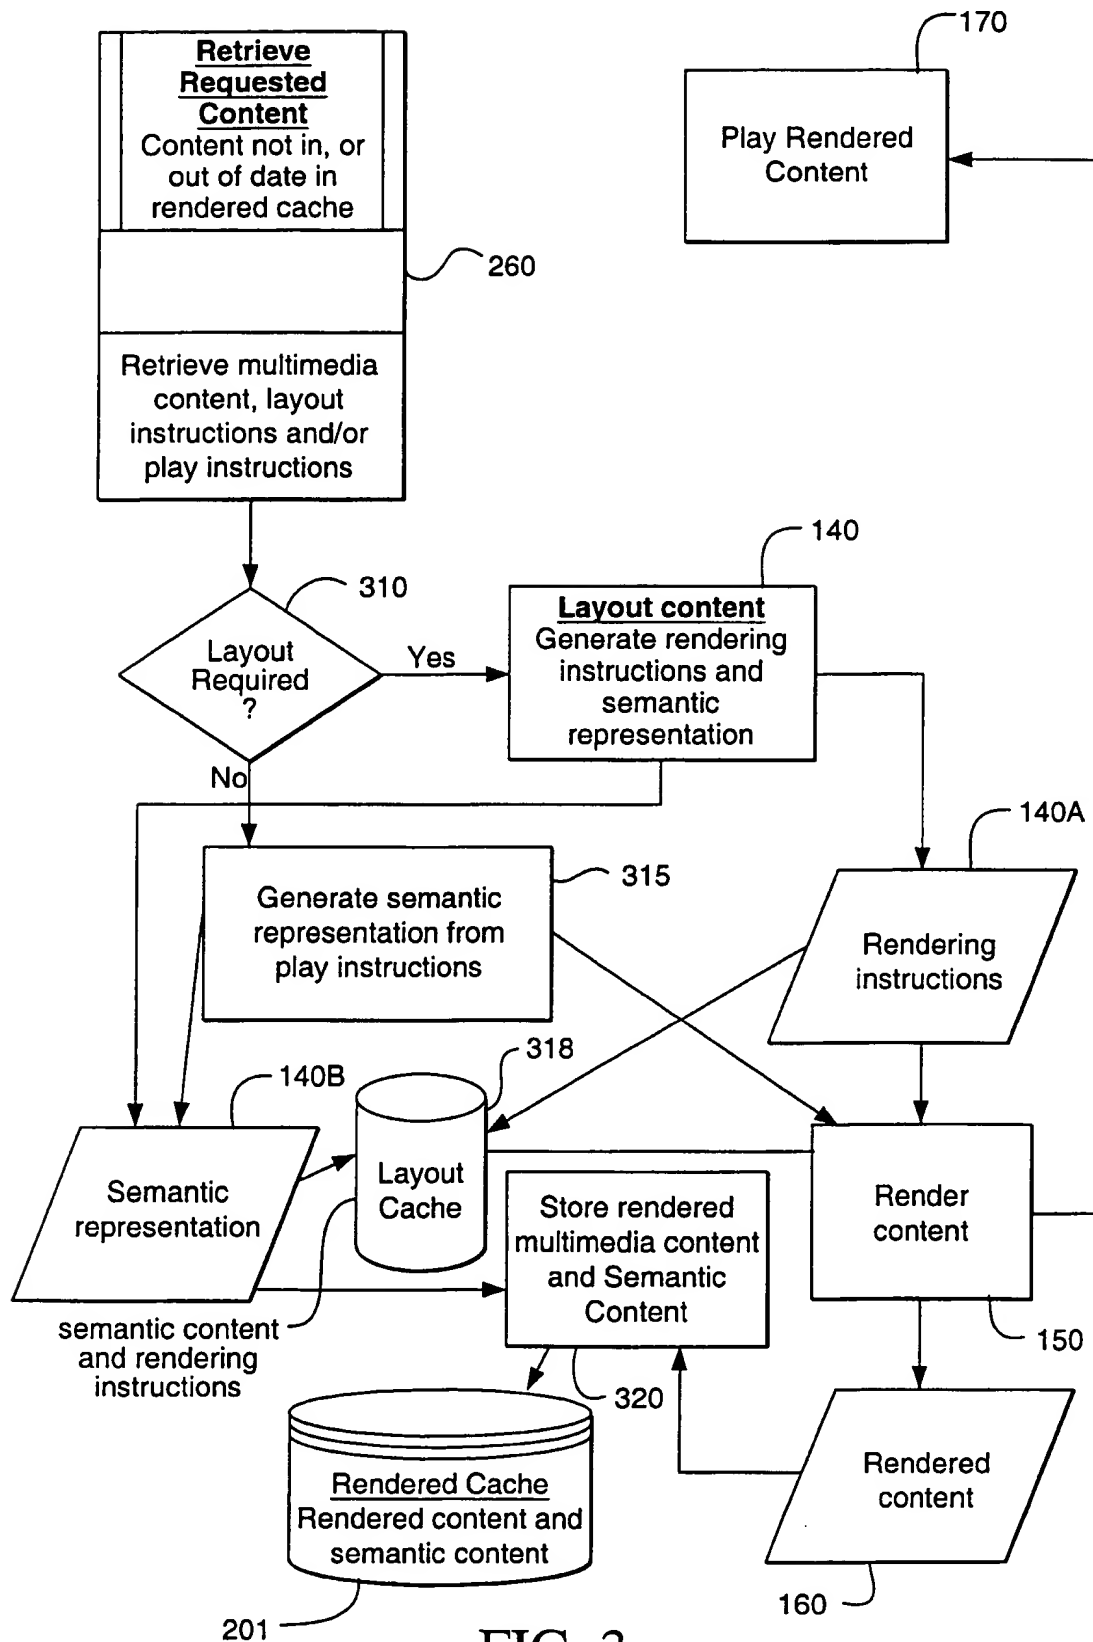 170
Retrieve
Requested
Content
Content not in, or
out of date in
rendered cache
Play Rendered
Content
260
Retrieve multimedia
content, layout
instructions and/or
play instructions
140
310
Layout
Required
?
Yes
Layout content
Generate rendering
instructions and
semantic
representation
No
140A
315
Generate semantic
representation from
play instructions
Rendering
instructions
318
140B
Layout
Cache
Semantic
representation
Store rendered
multimedia content
and Semantic
Content
Render
content
semantic content
and rendering
instructions
150
320
Rendered Cache
Rendered content and
semantic content
Rendered
content
160
201
FIG. 3